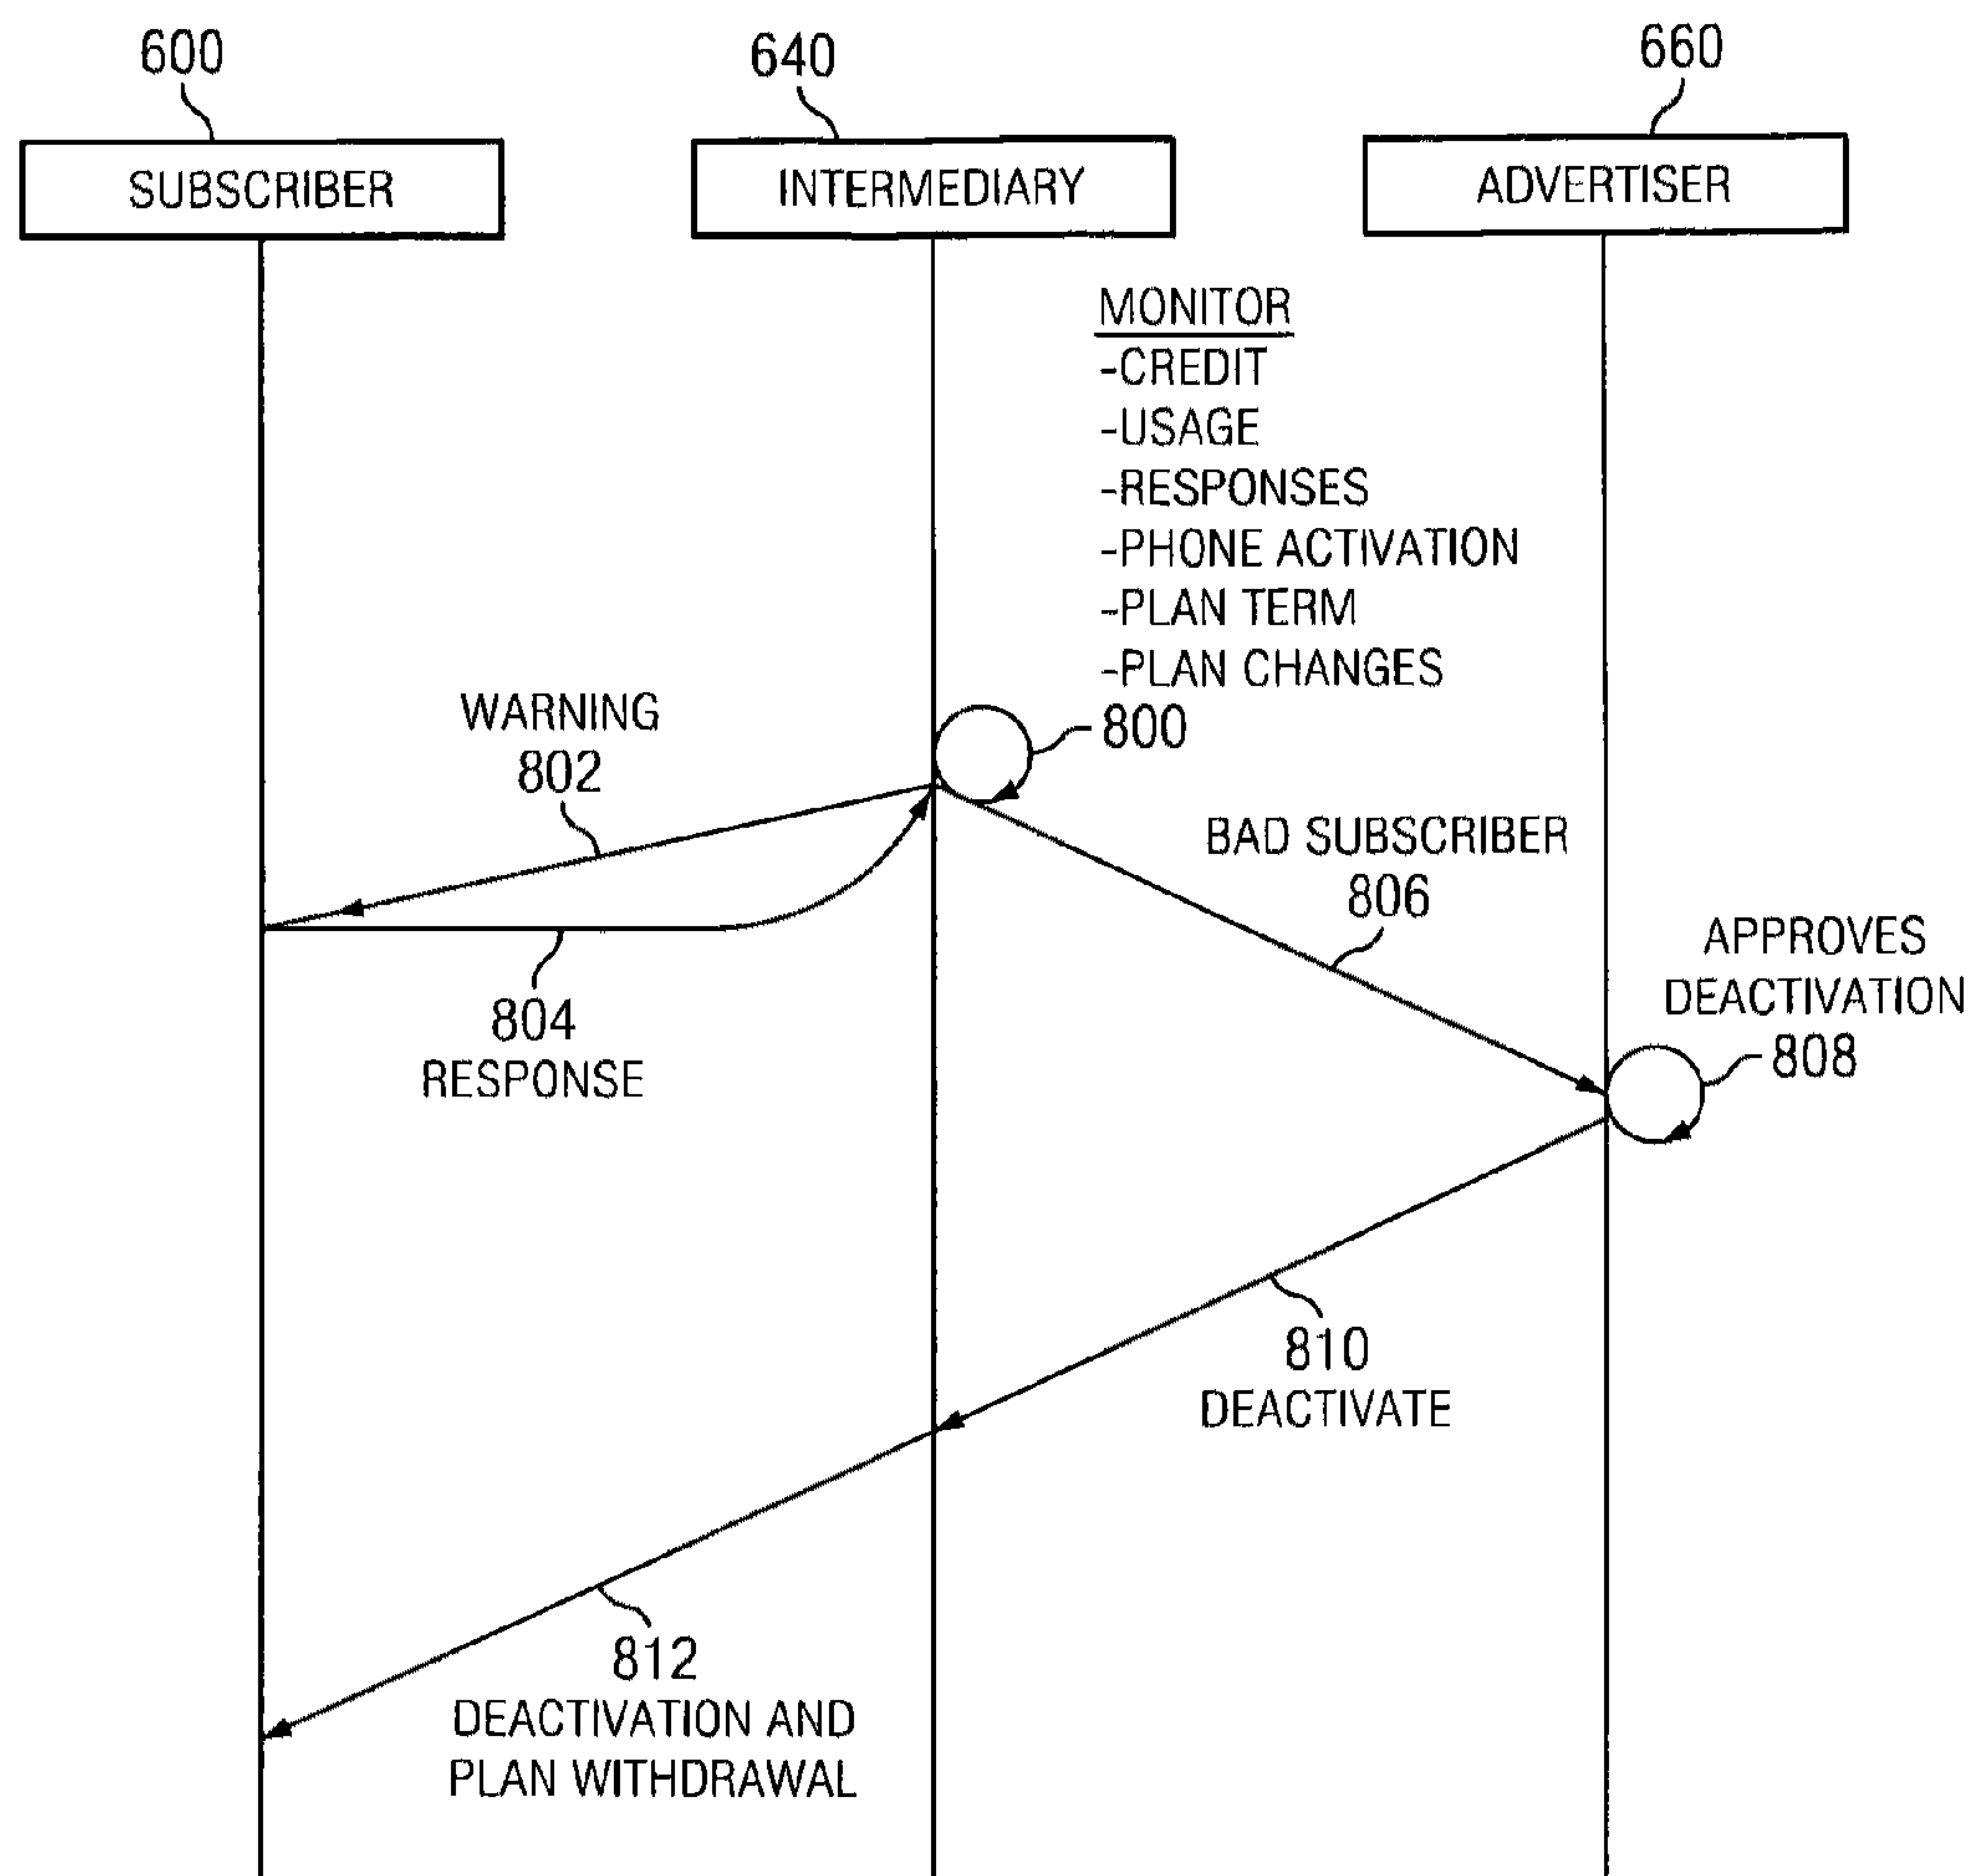 600
640
660
SUBSCRIBER
INTERMEDIARY
ADVERTISER
MONITOR
-CREDIT
-USAGE
-RESPONSES
-PHONE ACTIVATION
-PLAN TERM
-PLAN CHANGES
800
WARNING
802
BAD SUBSCRIBER
806
APPROVES
DEACTIVATION
808
804
RESPONSE
810
DEACTIVATE
812
DEACTIVATION AND
PLAN WITHDRAWAL